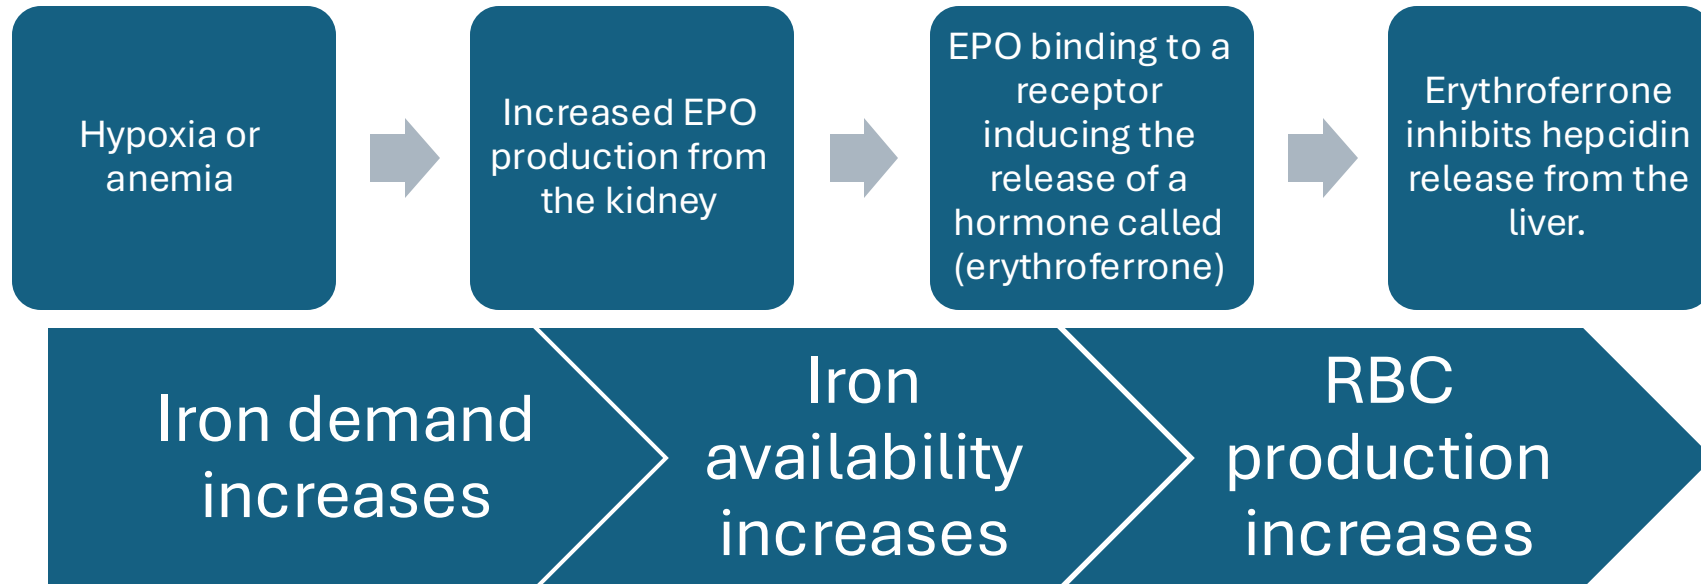 Hypoxia or
anemia
Increased EPO
production from
the kidney
EPO binding to a
receptor
inducing the
release of a
hormone called
(erythroferrone)
Erythroferrone
inhibits hepcidin
release from the
liver.
Iron demand
increases
Iron
availability
increases
RBC
production
increases